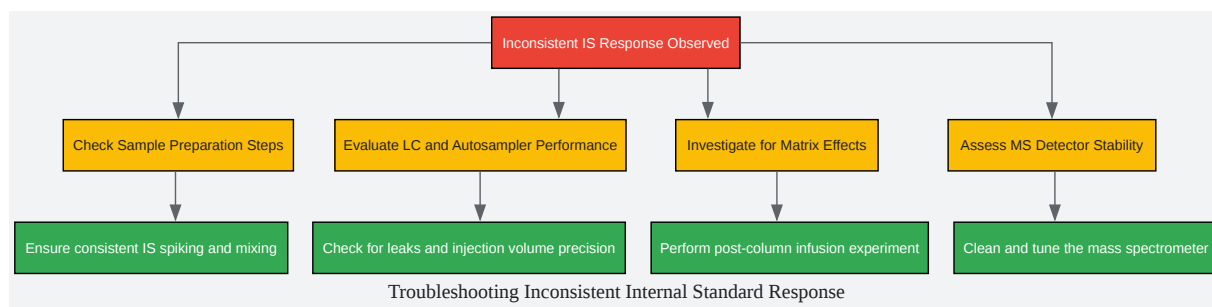 Inconsistent IS Response Observed
Check Sample Preparation Steps
Evaluate LC and Autosampler Performance
Investigate for Matrix Effects
Assess MS Detector Stability
Ensure consistent IS spiking and mixing
Check for leaks and injection volume precision
Perform post-column infusion experiment
Clean and tune the mass spectrometer
Troubleshooting Inconsistent Internal Standard Response